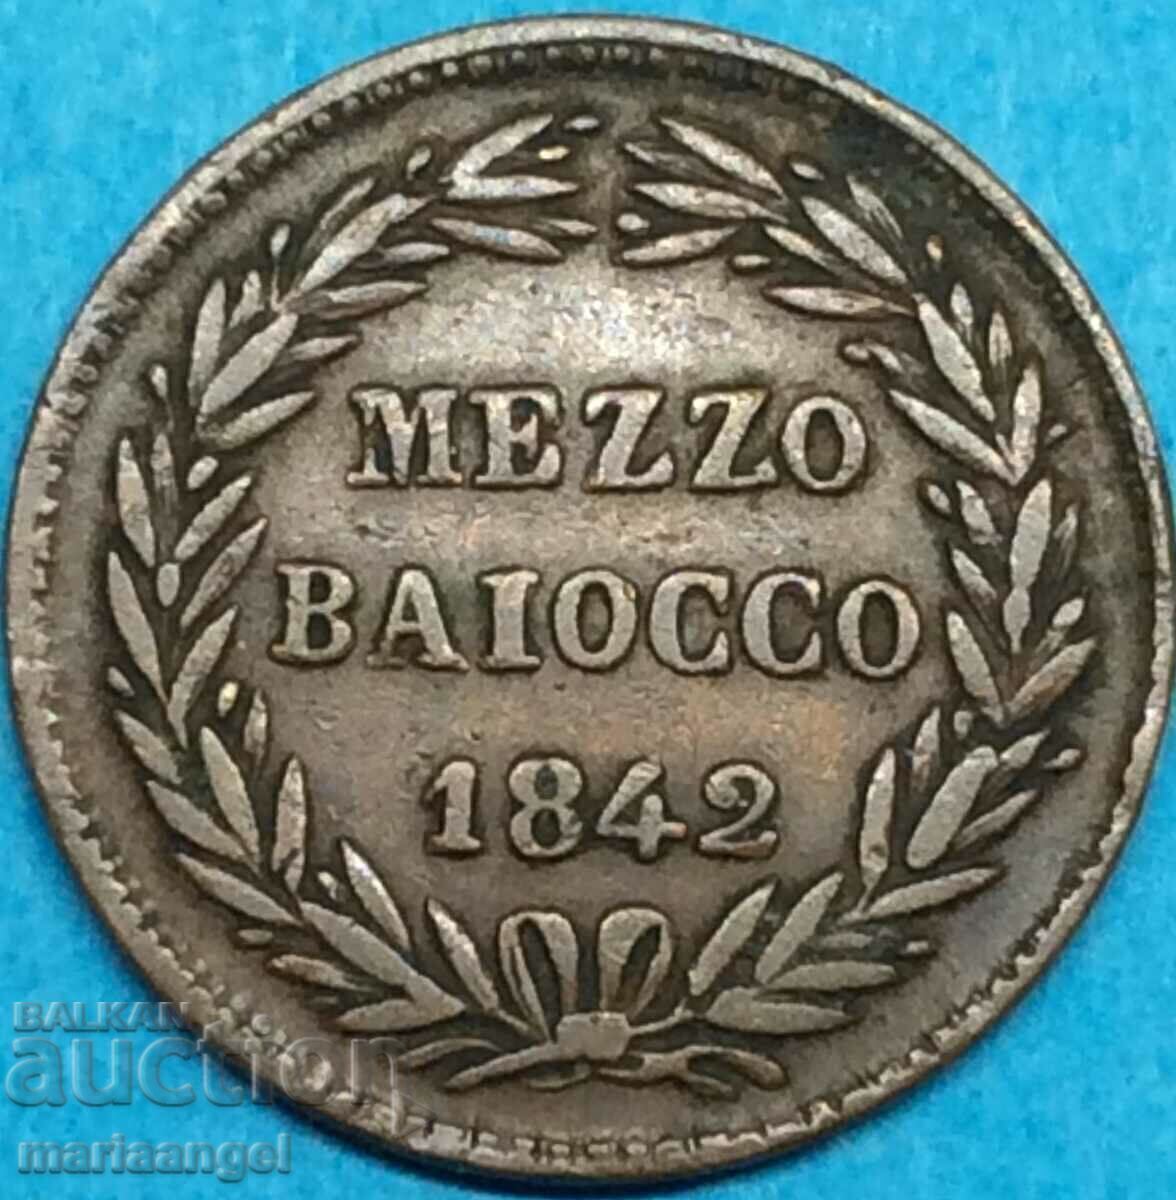 MEZZO
BAIOCCO
1842
BALKAN
auction
mariaangel